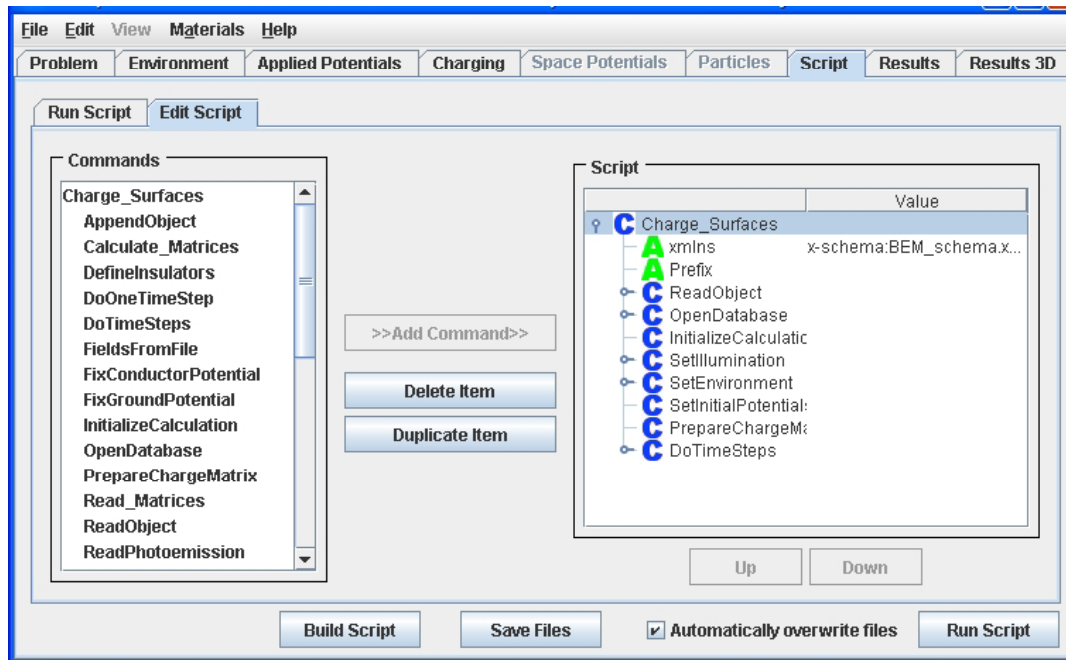 File Edit View Materials Help
Problem Environment Applied Potentials Charging Space Potentials Particles Script Results Results 3D
Run Script Edit Script
Commands
Charge_Surfaces
AppendObject
Calculate_Matrices
DefineInsulators
DoOneTimeStep
DoTimeSteps
FieldsFromFile
FixConductorPotential
FixGroundPotential
InitializeCalculation
OpenDatabase
PrepareChargeMatrix
Read_Matrices
ReadObject
ReadPhotoemission
>>Add Command>>
Delete Item
Duplicate Item
Script
Value
C Charge_Surfaces
A xmlns x-schema:BEM_schema.x...
A Prefix
C ReadObject
C OpenDatabase
C InitializeCalculatic
C SetIllumination
C SetEnvironment
C SetInitialPotential
C PrepareChargeMa
C DoTimeSteps
Up Down
Build Script Save Files Automatically overwrite files Run Script